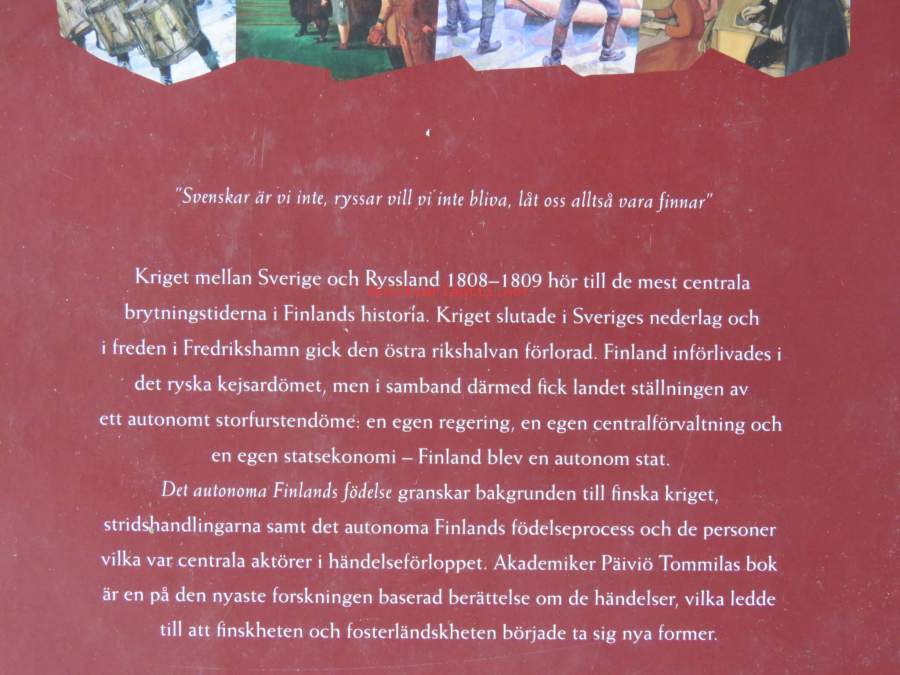 "Svenskar är vi inte, ryssar vill vi inte bliva, låt oss alltså vara finnar"
Kriget mellan Sverige och Ryssland 1808–1809 hör till de mest centrala
brytningstiderna i Finlands historia. Kriget slutade i Sveriges nederlag och
i freden i Fredrikshamn gick den östra rikshalvan förlorad. Finland införlivades i
det ryska kejsardömet, men i samband därmed fick landet ställningen av
ett autonomt storfurstendöme: en egen regering, en egen centralförvaltning och
en egen statsekonomi – Finland blev en autonom stat.
Det autonoma Finlands födelse granskar bakgrunden till finska kriget,
stridshandlingarna samt det autonoma Finlands födelseprocess och de personer
vilka var centrala aktörer i händelseförloppet. Akademiker Päiviö Tommilas bok
är en på den nyaste forskningen baserad berättelse om de händelser, vilka ledde
till att finskheten och fosterländskheten började ta sig nya former.